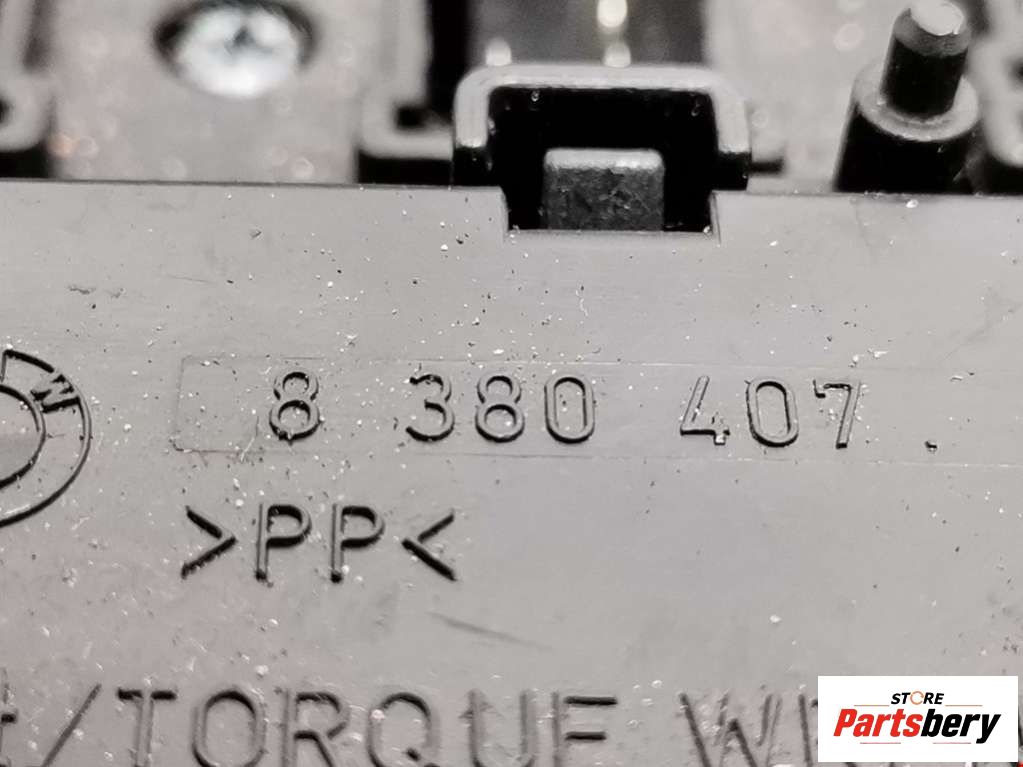 W
8 380 407.
>PP<
/TORQUE
STORE
Partsbery